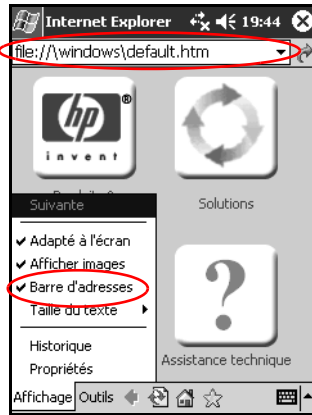 Internet Explorer 19:44
file://\windows\default.htm
hp
invent
Solutions
Suivante
Adapté à l'écran
Afficher images
Barre d'adresses
Taille du texte
Historique
Propriétés
Assistance technique
Affichage Outils